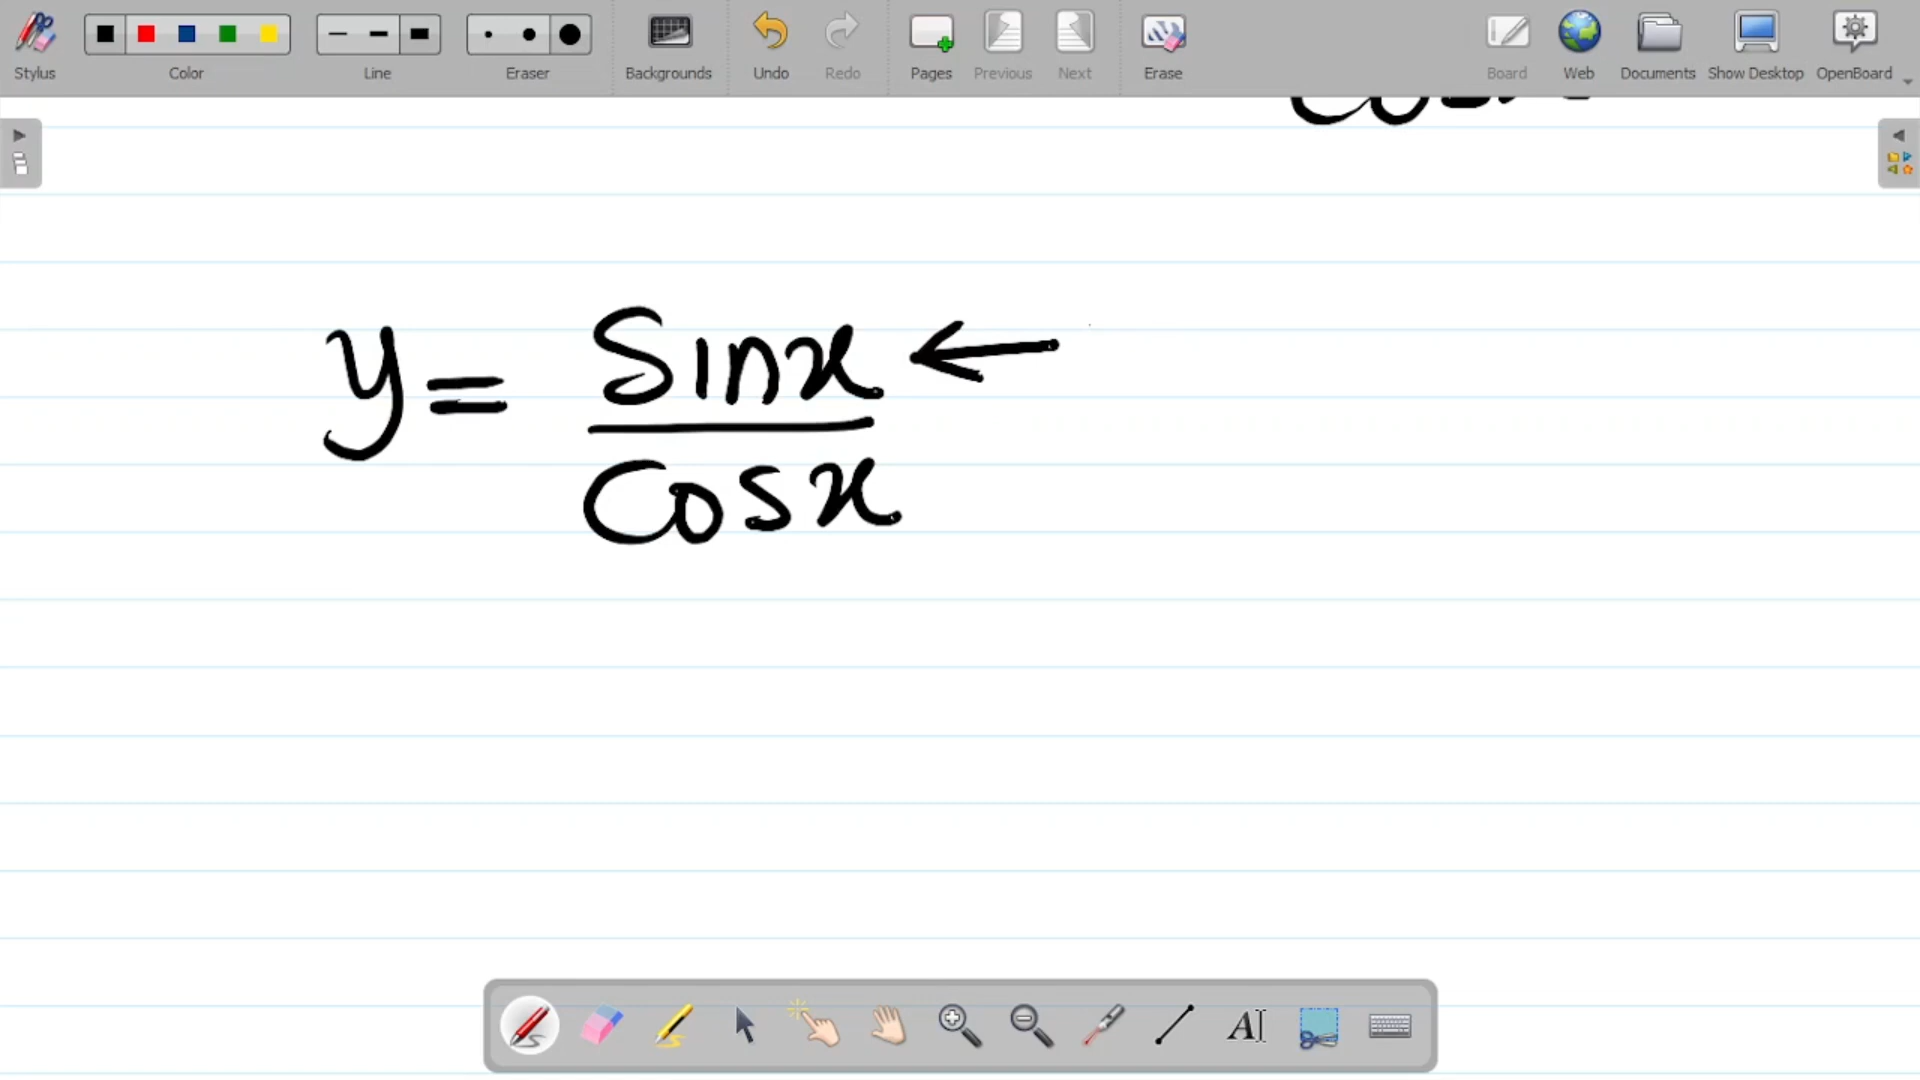 Stylus Color Line Eraser Backgrounds Undo Redo Pages Previous Next Erase Board Web Documents Show Desktop OpenBoard
y = Sinx ←
Cosx